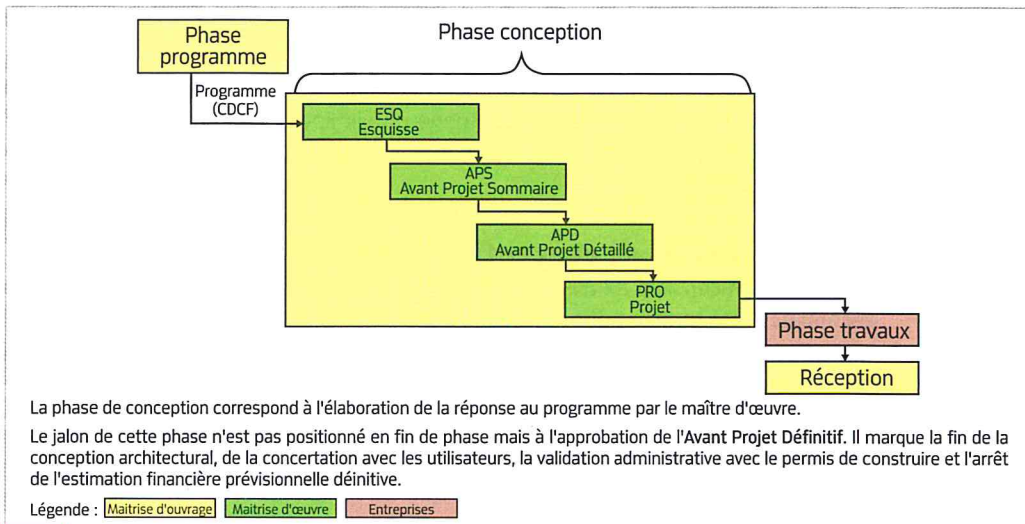 Phase
programme
Phase conception
Programme
(CDCF)
ESQ
Esquisse
APS
Avant Projet Sommaire
APD
Avant Projet Détaillé
PRO
Projet
Phase travaux
Réception
La phase de conception correspond à l'élaboration de la réponse au programme par le maître d'œuvre.
Le jalon de cette phase n'est pas positionné en fin de phase mais à l'approbation de l'Avant Projet Définitif. Il marque la fin de la
conception architectural, de la concertation avec les utilisateurs, la validation administrative avec le permis de construire et l'arrêt
de l'estimation financière prévisionnelle déinitive.
Légende : Maitrise d'ouvrage Maitrise d'œuvre Entreprises